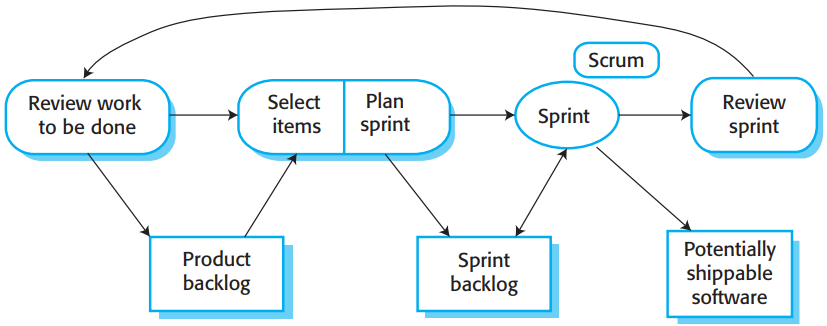 Scrum
Review work
to be done
Select
items
Plan
sprint
Sprint
Review
sprint
Product
backlog
Sprint
backlog
Potentially
shippable
software